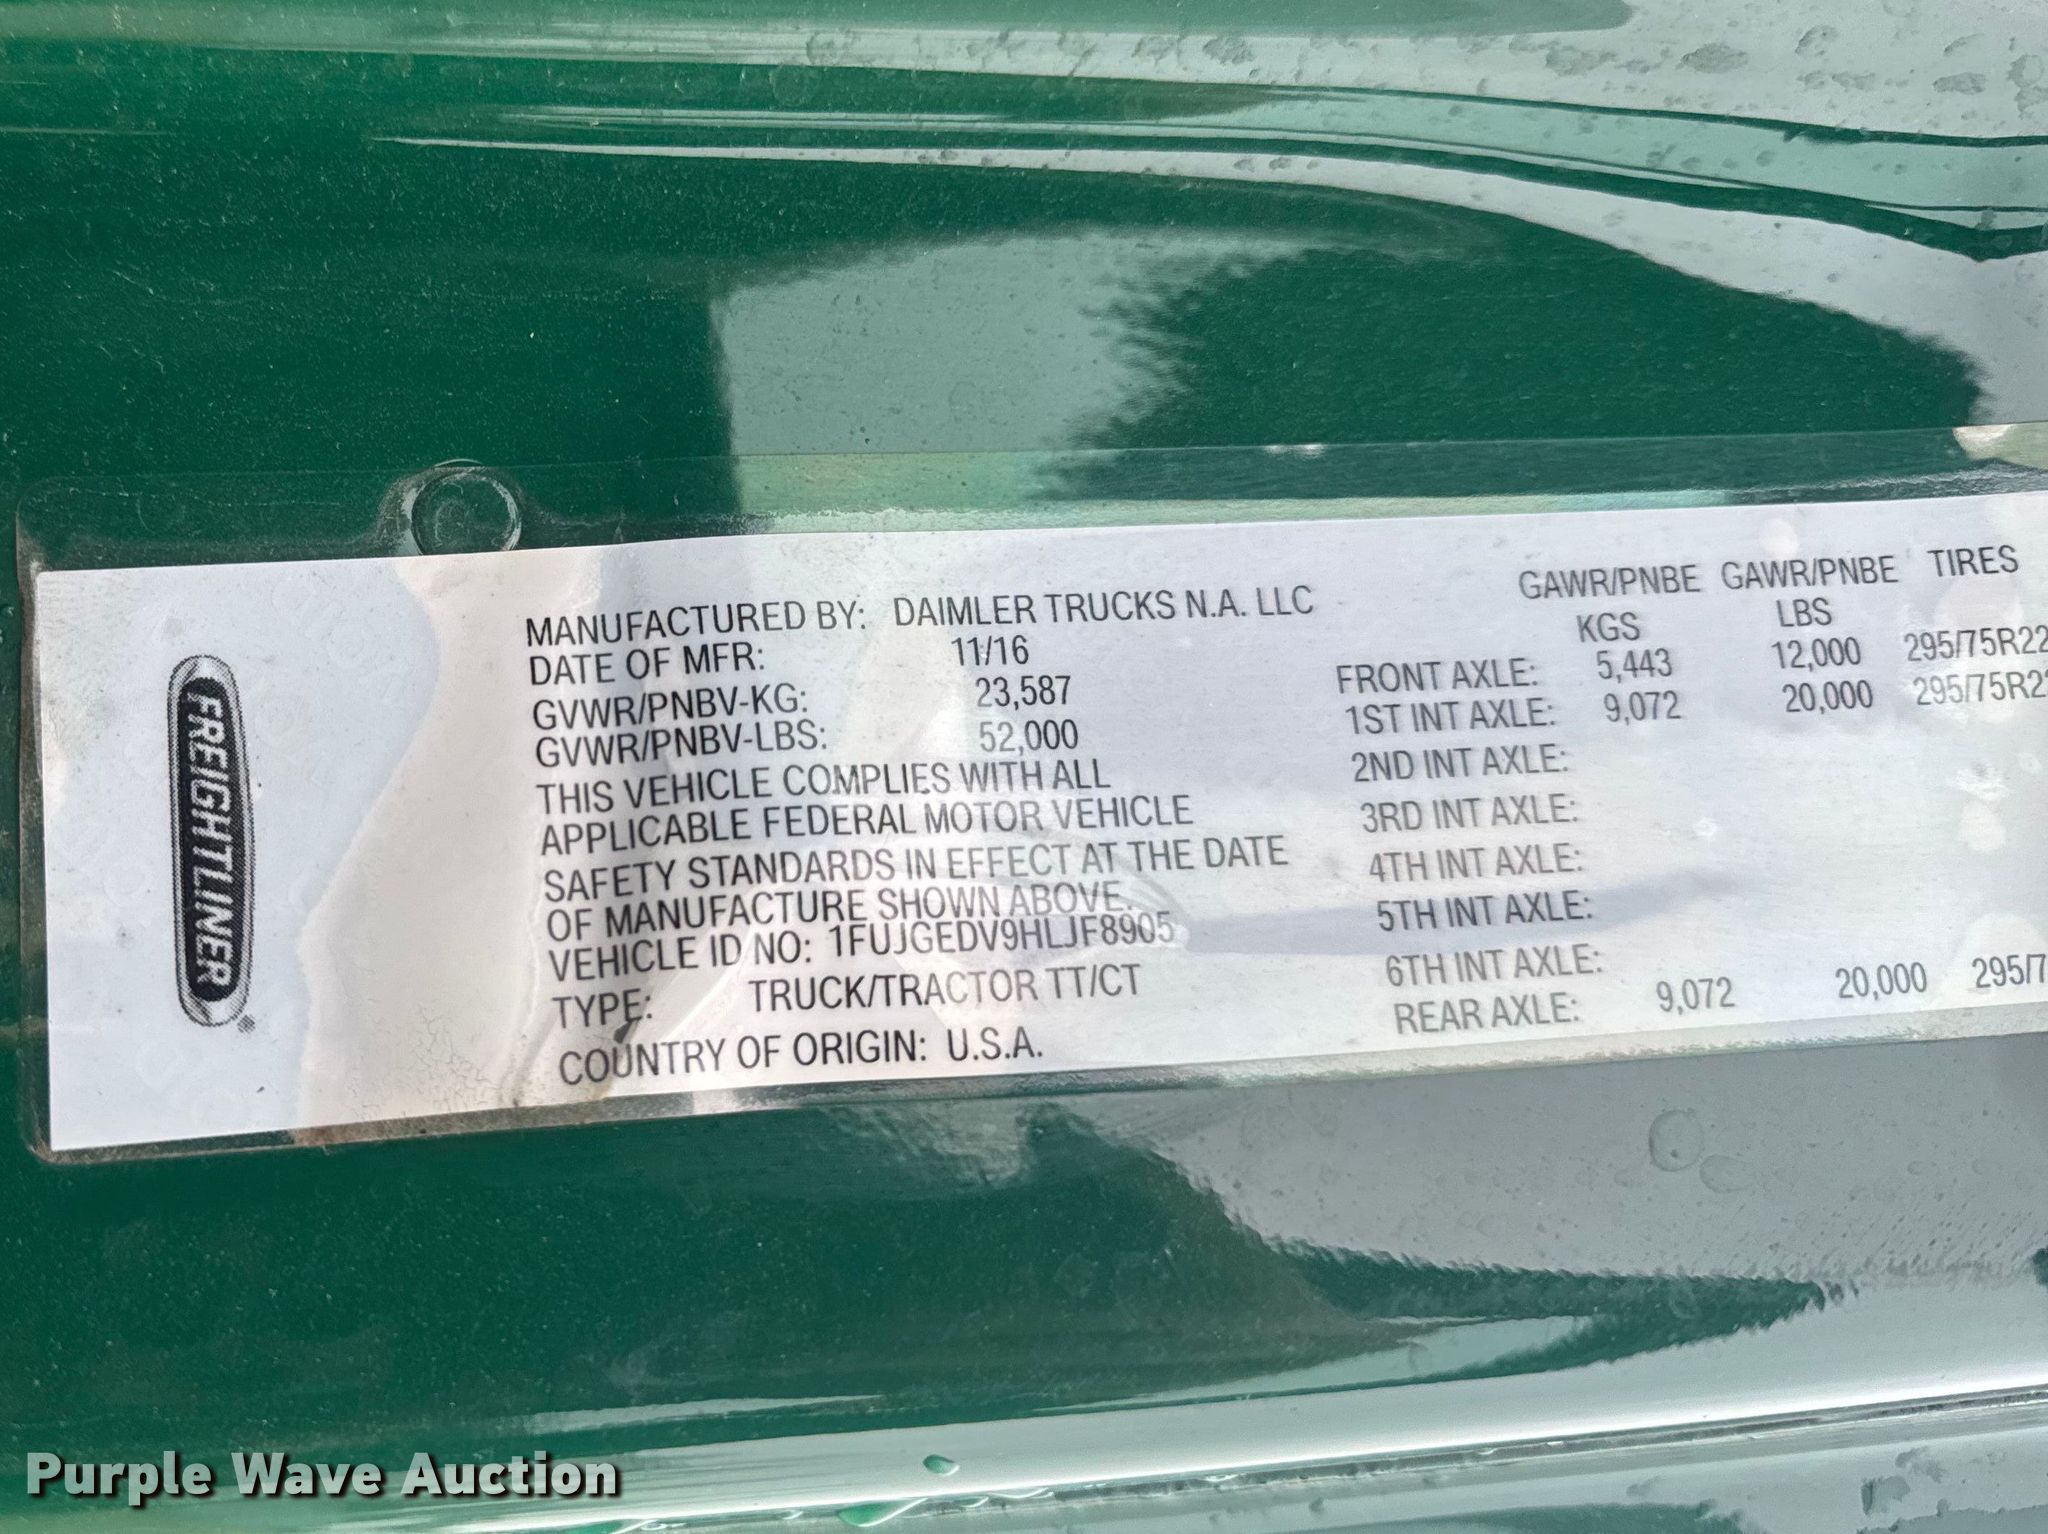 FREIGHTLINER®
MANUFACTURED BY: DAIMLER TRUCKS N.A. LLC
DATE OF MFR: 11/16
GVWR/PNBV-KG: 23,587
GVWR/PNBV-LBS: 52,000
THIS VEHICLE COMPLIES WITH ALL
APPLICABLE FEDERAL MOTOR VEHICLE
SAFETY STANDARDS IN EFFECT AT THE DATE
OF MANUFACTURE SHOWN ABOVE.
VEHICLE ID NO: 1FUJGEDV9HLJF8905
TYPE: TRUCK/TRACTOR TT/CT
COUNTRY OF ORIGIN: U.S.A.
GAWR/PNBE GAWR/PNBE TIRES
KGS LBS
FRONT AXLE: 5,443 12,000 295/75R22
1ST INT AXLE: 9,072 20,000 295/75R22
2ND INT AXLE:
3RD INT AXLE:
4TH INT AXLE:
5TH INT AXLE:
6TH INT AXLE:
REAR AXLE: 9,072 20,000 295/7
Purple Wave Auction